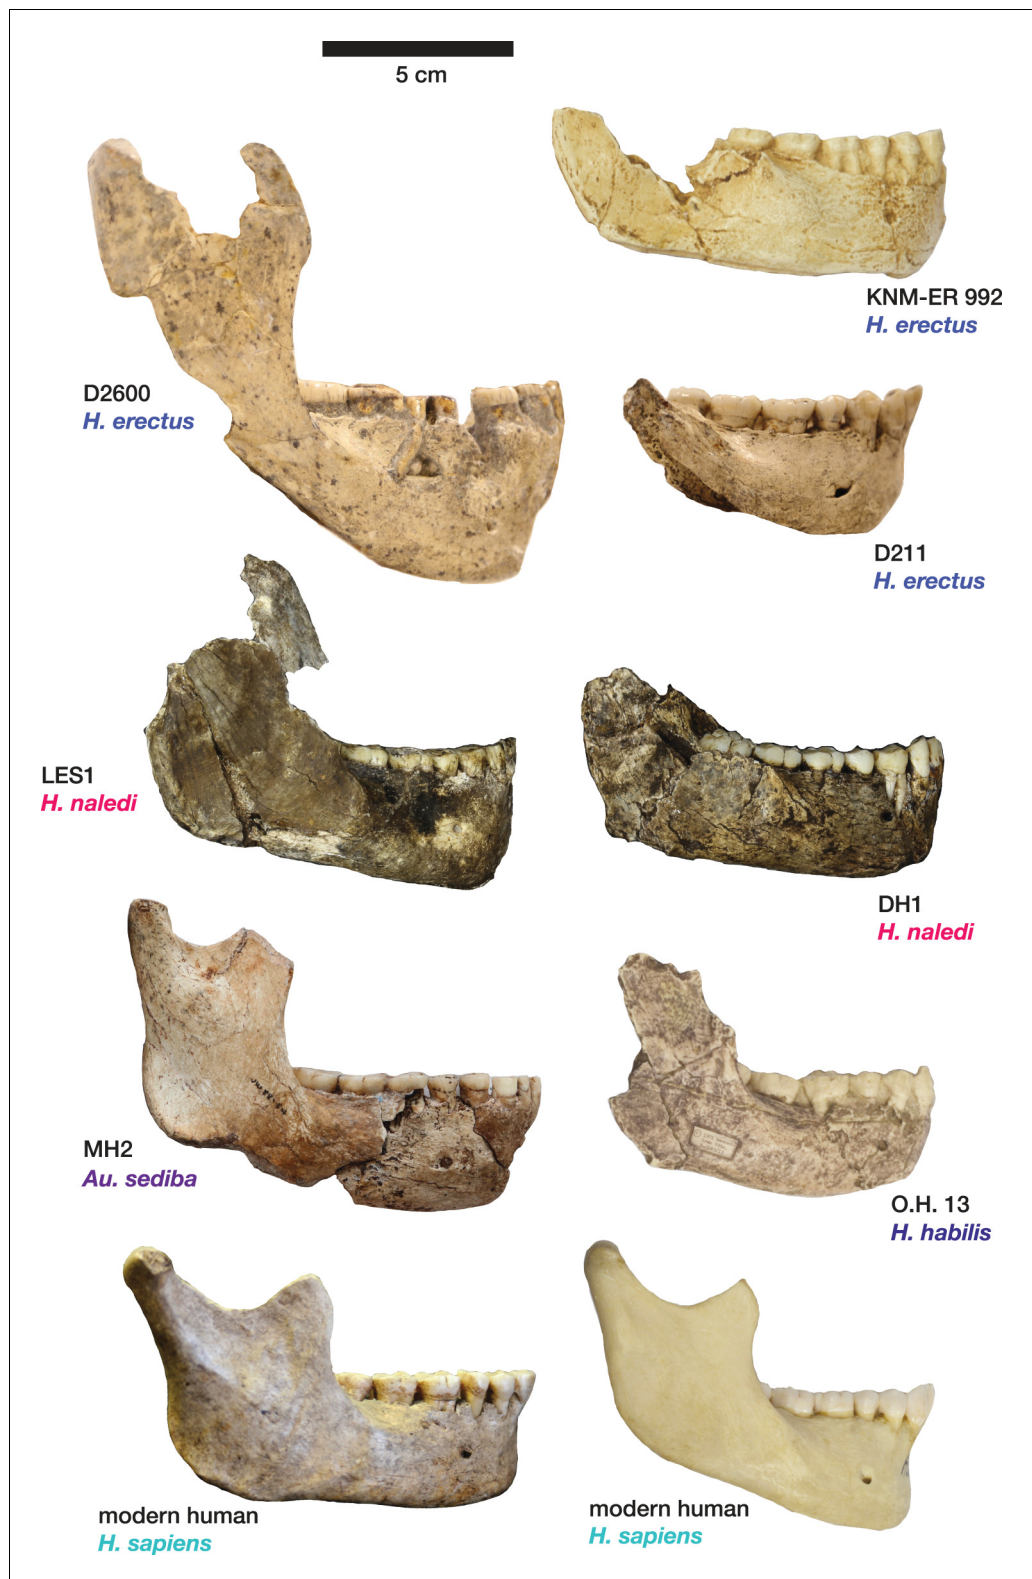 5 cm
KNM-ER 992
H. erectus
D2600
H. erectus
D211
H. erectus
LES1
H. naledi
DH1
H. naledi
MH2
Au. sediba
O.H. 13
H. habilis
modern human
H. sapiens
modern human
H. sapiens